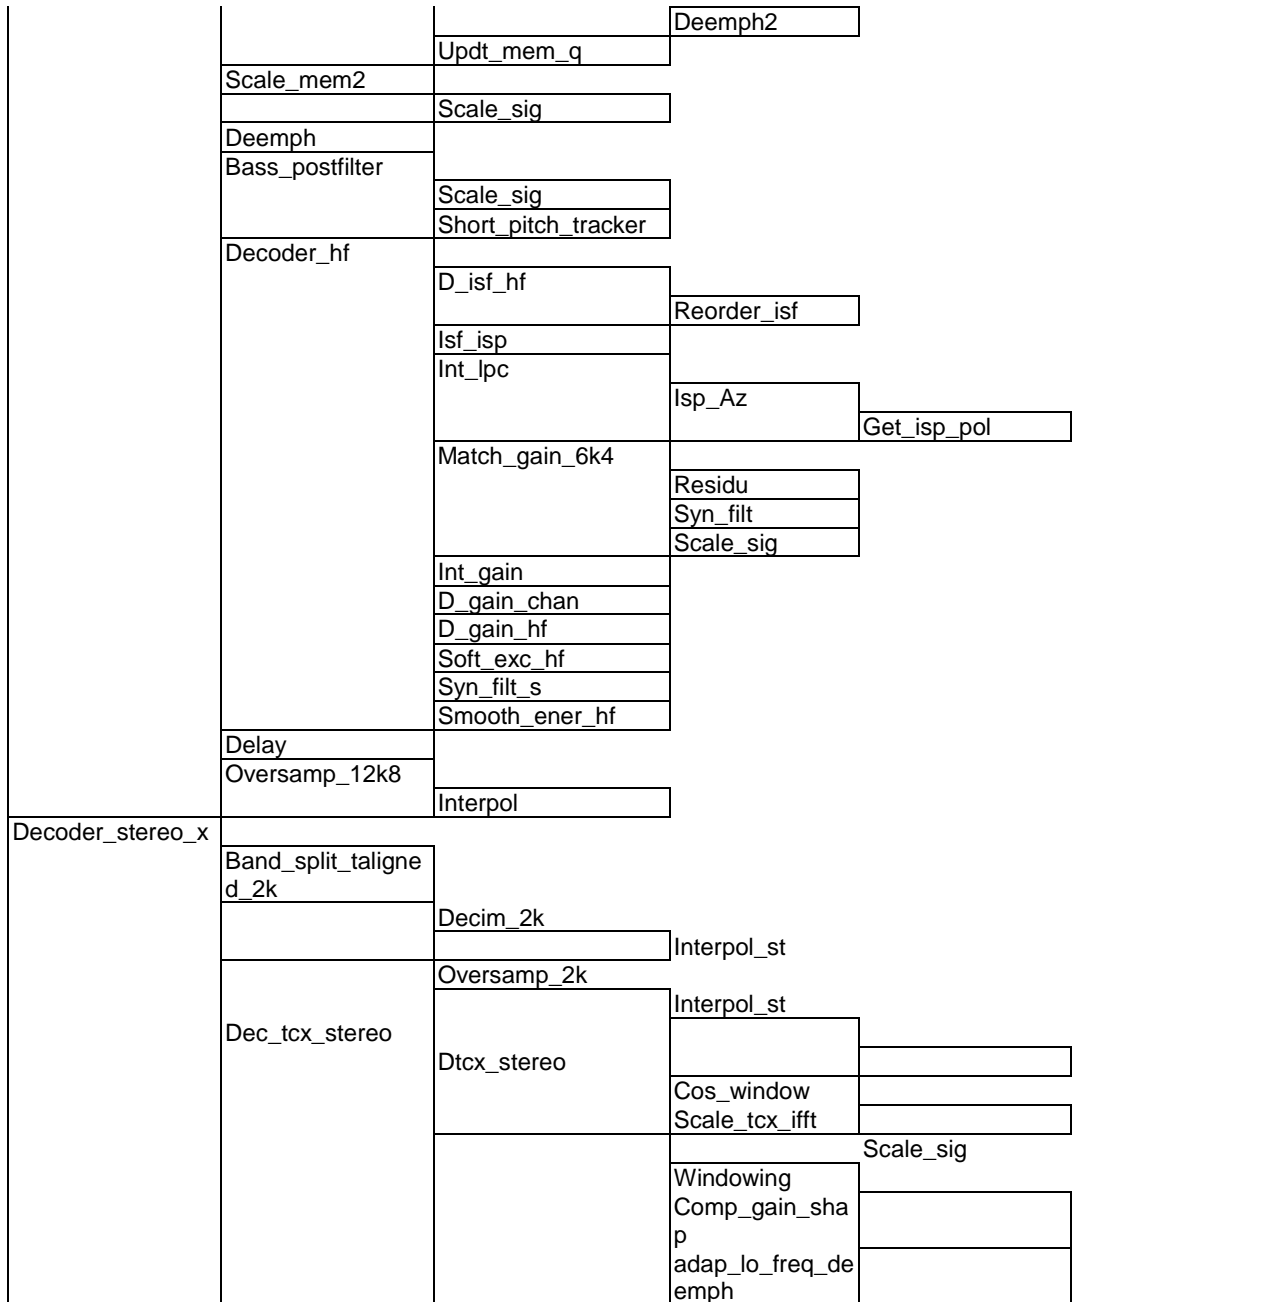 Deemph2
Updt_mem_q
Scale_mem2
Scale_sig
Deemph
Bass_postfilter
Scale_sig
Short_pitch_tracker
Decoder_hf
D_isf_hf
Reorder_isf
Isf_isp
Int_lpc
Isp_Az
Get_isp_pol
Match_gain_6k4
Residu
Syn_filt
Scale_sig
Int_gain
D_gain_chan
D_gain_hf
Soft_exc_hf
Syn_filt_s
Smooth_ener_hf
Delay
Oversamp_12k8
Interpol
Decoder_stereo_x
Band_split_taligne
d_2k
Decim_2k
Interpol_st
Oversamp_2k
Interpol_st
Dec_tcx_stereo
Dtcx_stereo
Cos_window
Scale_tcx_ifft
Scale_sig
Windowing
Comp_gain_sha
p
adap_lo_freq_de
emph